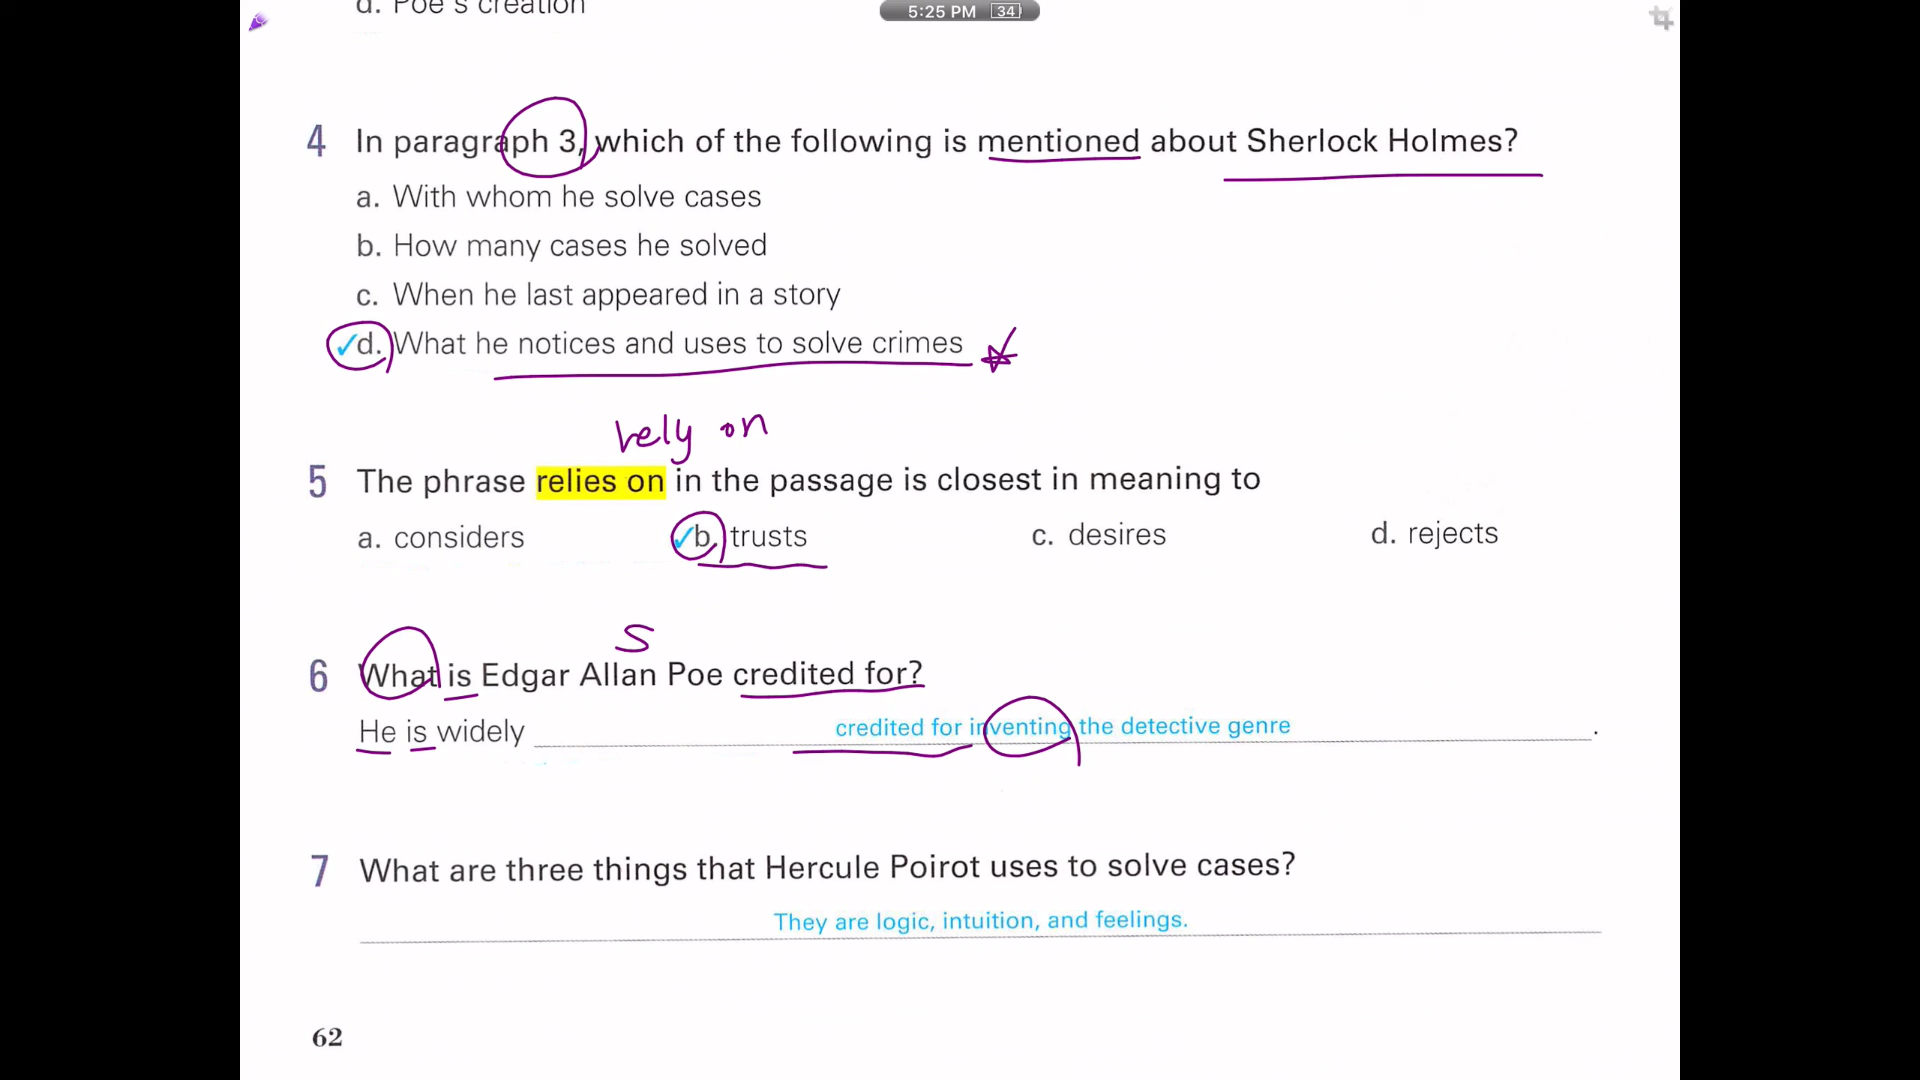 d. Poe's creation
5:25 PM 34
4 In paragraph 3, which of the following is mentioned about Sherlock Holmes?
a. With whom he solve cases
b. How many cases he solved
c. When he last appeared in a story
✓d. What he notices and uses to solve crimes
rely on
5 The phrase relies on in the passage is closest in meaning to
a. considers ✓b. trusts c. desires d. rejects
S
6 What is Edgar Allan Poe credited for?
He is widely credited for inventing the detective genre.
7 What are three things that Hercule Poirot uses to solve cases?
They are logic, intuition, and feelings.
62